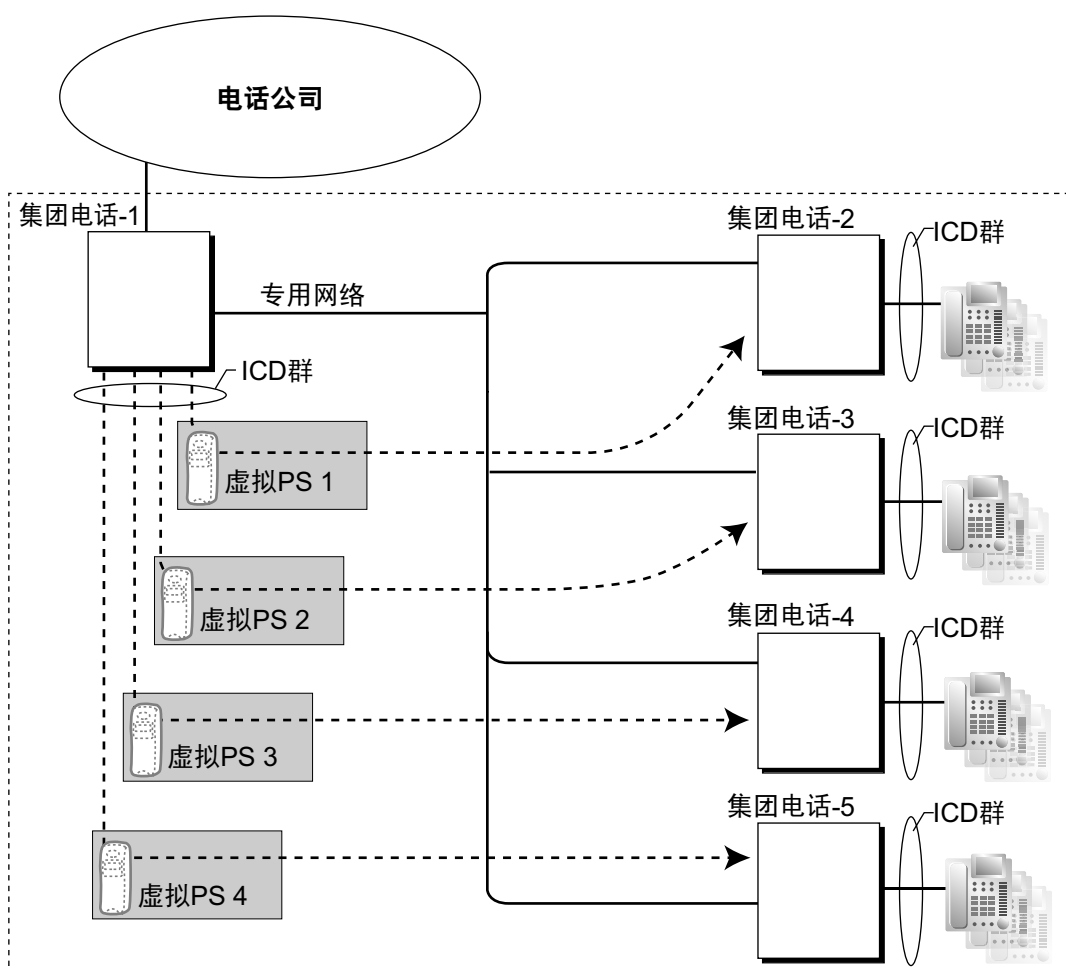 电话公司
集团电话-1
集团电话-2
ICD群
专用网络
ICD群
集团电话-3
ICD群
虚拟PS 1
虚拟PS 2
集团电话-4
ICD群
虚拟PS 3
集团电话-5
ICD群
虚拟PS 4